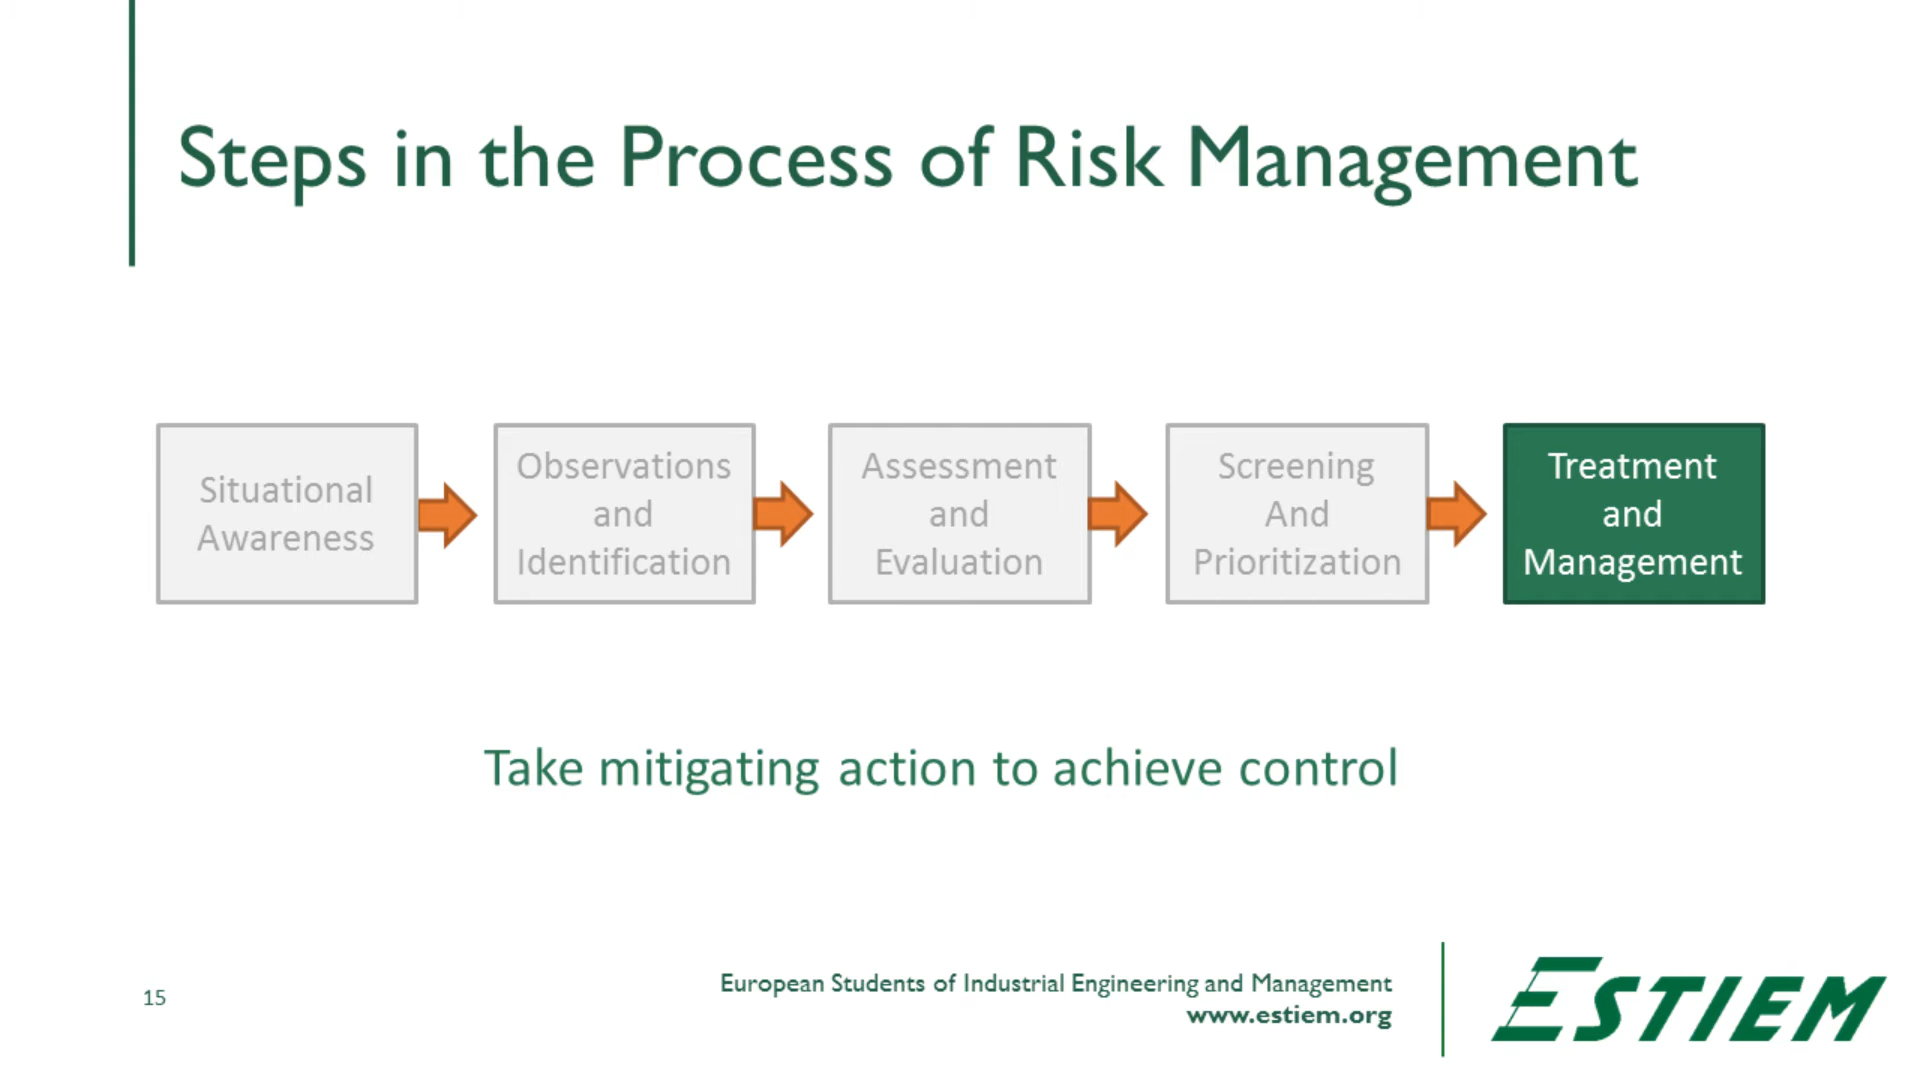 Steps in the Process of Risk Management
Situational
Awareness
Observations
and
Identification
Assessment
and
Evaluation
Screening
And
Prioritization
Treatment
and
Management
Take mitigating action to achieve control
15
European Students of Industrial Engineering and Management
www.estiem.org
ESTIEM